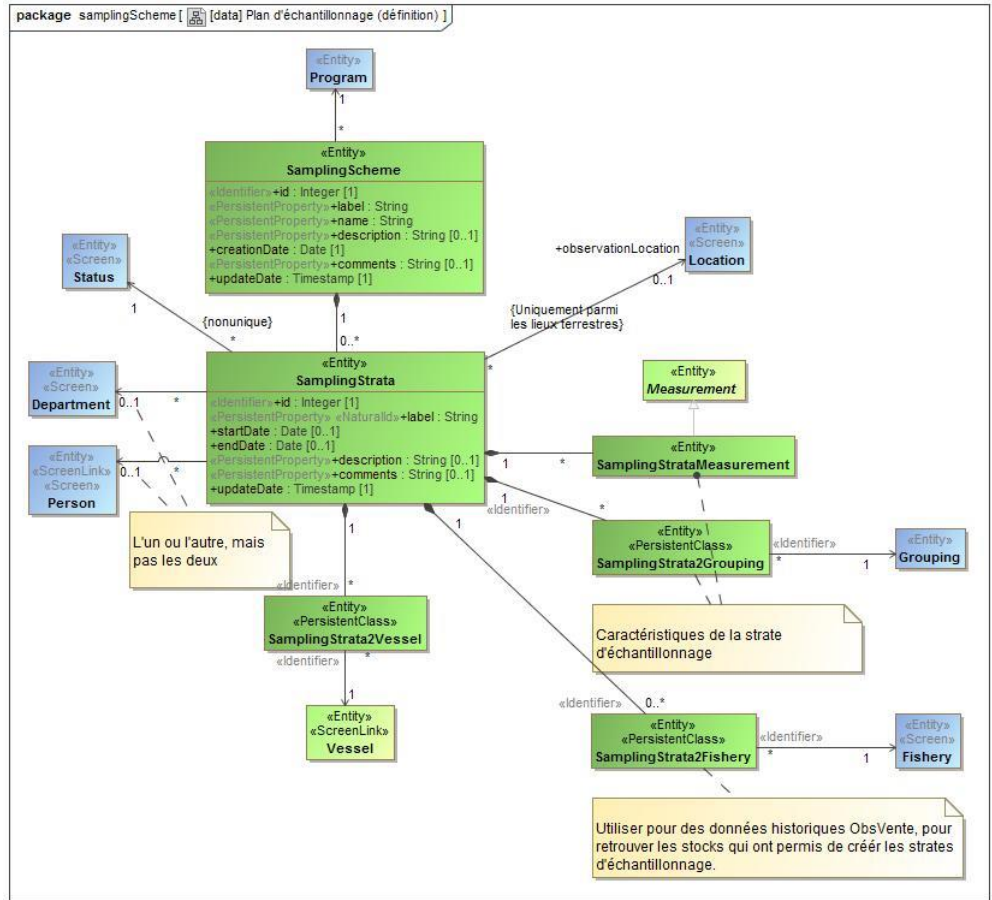 package samplingScheme [ [data] Plan d'échantillonnage (définition) ]
«Entity»
Program
1
*
«Entity»
SamplingScheme
«Identifier»+id : Integer [1]
«PersistentProperty»+label : String
«PersistentProperty»+name : String
«PersistentProperty»+description : String [0..1]
+creationDate : Date [1]
«PersistentProperty»+comments : String [0..1]
+updateDate : Timestamp [1]
«Entity»
«Screen»
Status
1
{nonunique}
*
1
0..*
+observationLocation
«Entity»
«Screen»
Location
0..1
{Uniquement parmi
les lieux terrestres}
*
«Entity»
SamplingStrata
«Identifier»+id : Integer [1]
«PersistentProperty» «NaturalId»+label : String
+startDate : Date [0..1]
+endDate : Date [0..1]
«PersistentProperty»+description : String [0..1]
«PersistentProperty»+comments : String [0..1]
+updateDate : Timestamp [1]
«Entity»
«Screen»
Department
0..1
*
«Entity»
«ScreenLink»
«Screen»
Person
0..1
*
L'un ou l'autre, mais
pas les deux
«Entity»
Measurement
1
*
«Entity»
SamplingStrataMeasurement
1
«Identifier»
*
«Entity»
«PersistentClass»
SamplingStrata2Grouping
«Identifier»
*
1
«Entity»
Grouping
Caractéristiques de la strate
d'échantillonnage
1
«Identifier»
*
«Entity»
«PersistentClass»
SamplingStrata2Vessel
«Identifier»
*
1
«Entity»
«ScreenLink»
Vessel
1
«Identifier»
0..*
«Entity»
«PersistentClass»
SamplingStrata2Fishery
«Identifier»
*
1
«Entity»
«Screen»
Fishery
Utiliser pour des données historiques ObsVente, pour
retrouver les stocks qui ont permis de créér les strates
d'échantillonnage.